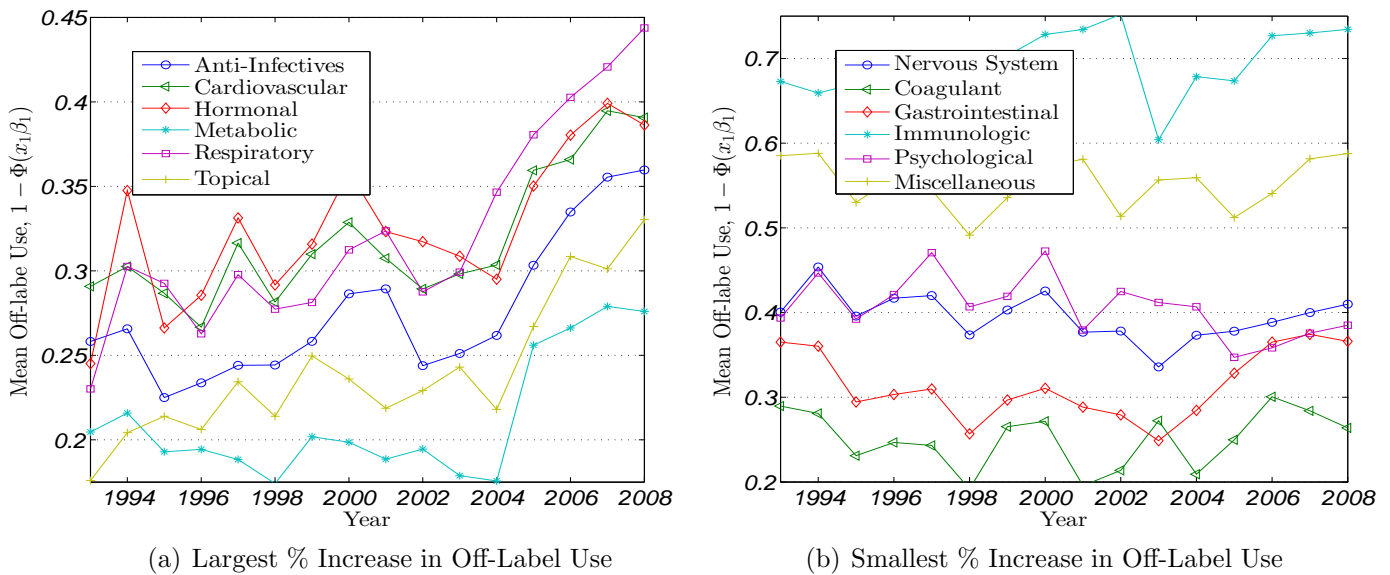 Mean Off-labe Use, 1 − Φ(x₁β₁)
0.45
0.4
0.35
0.3
0.25
0.2
Anti-Infectives
Cardiovascular
Hormonal
Metabolic
Respiratory
Topical
1994 1996 1998 2000 2002 2004 2006 2008
Year
(a) Largest % Increase in Off-Label Use
Mean Off-labe Use, 1 − Φ(x₁β₁)
0.7
0.6
0.5
0.4
0.3
0.2
Nervous System
Coagulant
Gastrointestinal
Immunologic
Psychological
Miscellaneous
1994 1996 1998 2000 2002 2004 2006 2008
Year
(b) Smallest % Increase in Off-Label Use